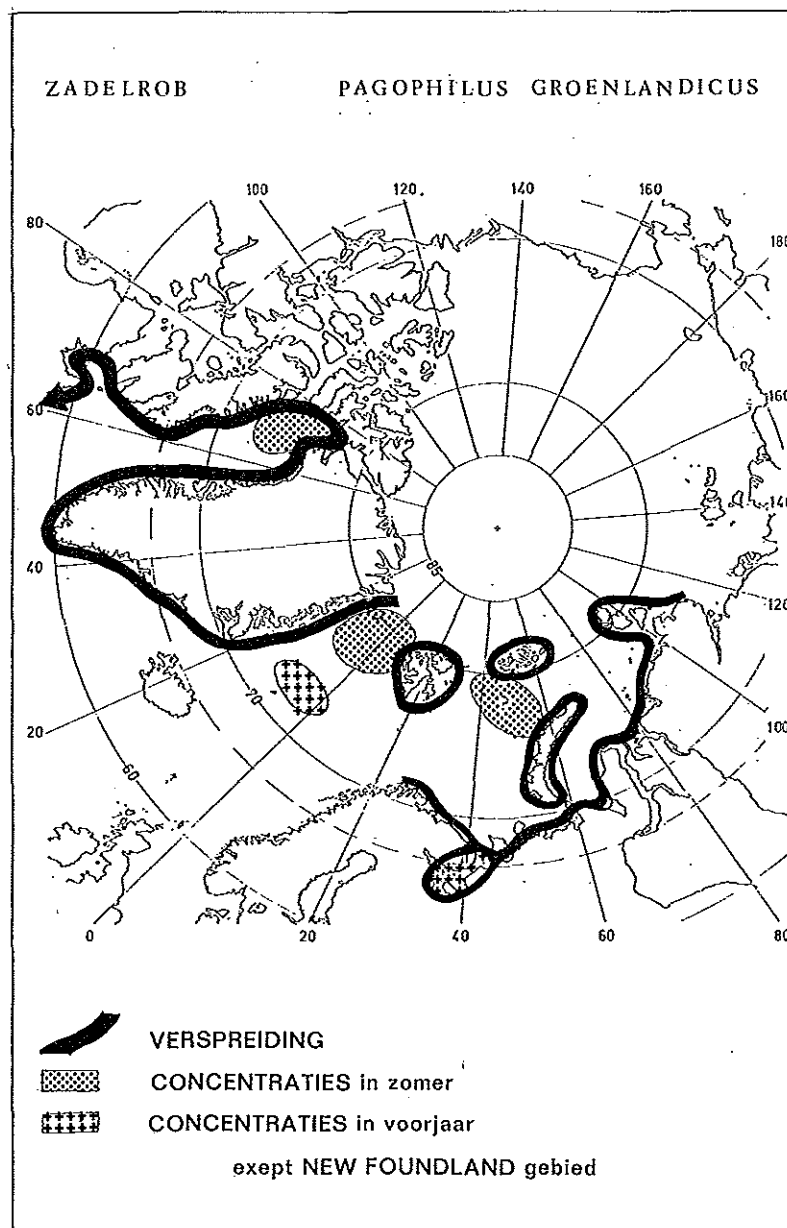 ZADELROB PAGOPHILUS GROENLANDICUS
100 120 140 160
80 180
60 160
85 140
40 120
70 100
20 60
0 20 40 60 80
VERSPREIDING
CONCENTRATIES in zomer
CONCENTRATIES in voorjaar
exept NEW FOUNDLAND gebied